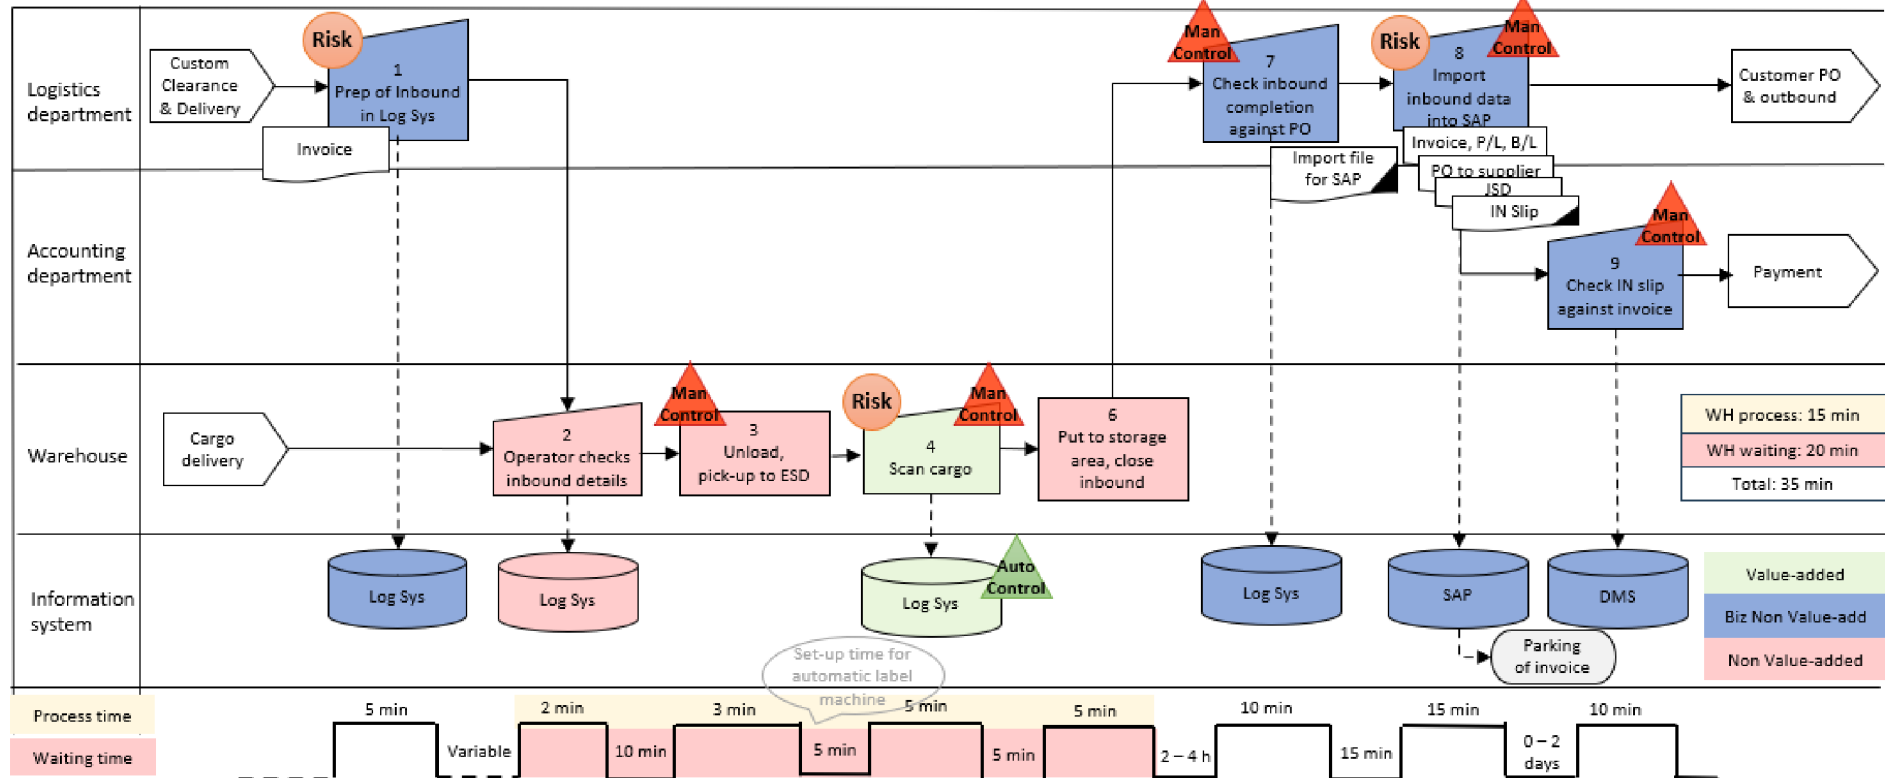 Logistics
department
Custom
Clearance
& Delivery
Risk
1
Prep of Inbound
in Log Sys
Invoice
Man
Control
7
Check inbound
completion
against PO
Import file
for SAP
Risk
Man
Control
8
Import
inbound data
into SAP
Invoice, P/L, B/L
PO to supplier
JSD
IN Slip
Customer PO
& outbound
Accounting
department
Man
Control
9
Check IN slip
against invoice
Payment
Warehouse
Cargo
delivery
2
Operator checks
inbound details
Man
Control
3
Unload,
pick-up to ESD
Risk
Man
Control
4
Scan cargo
6
Put to storage
area, close
inbound
WH process: 15 min
WH waiting: 20 min
Total: 35 min
Information
system
Log Sys
Log Sys
Log Sys
Auto
Control
Log Sys
SAP
DMS
Parking
of invoice
Value-added
Biz Non Value-add
Non Value-added
Set-up time for
automatic label
machine
Process time
5 min
2 min
3 min
5 min
5 min
10 min
15 min
10 min
Waiting time
Variable
10 min
5 min
5 min
2 – 4 h
15 min
0 – 2
days